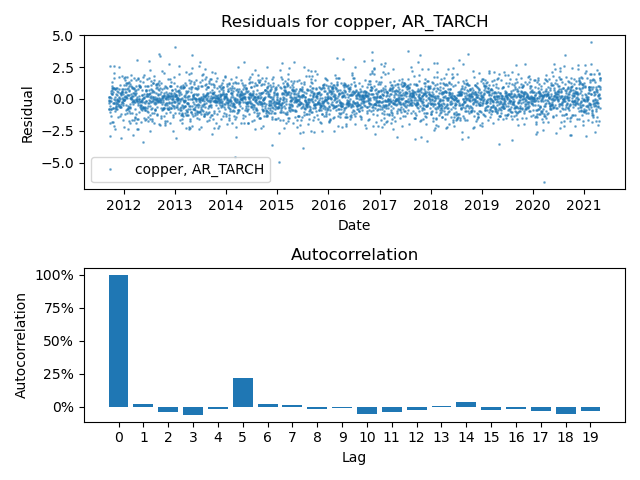 Residuals for copper, AR_TARCH
5.0
2.5
0.0
−2.5
−5.0
Residual
copper, AR_TARCH
2012 2013 2014 2015 2016 2017 2018 2019 2020 2021
Date
Autocorrelation
100%
75%
50%
25%
0%
Autocorrelation
0 1 2 3 4 5 6 7 8 9 10 11 12 13 14 15 16 17 18 19
Lag